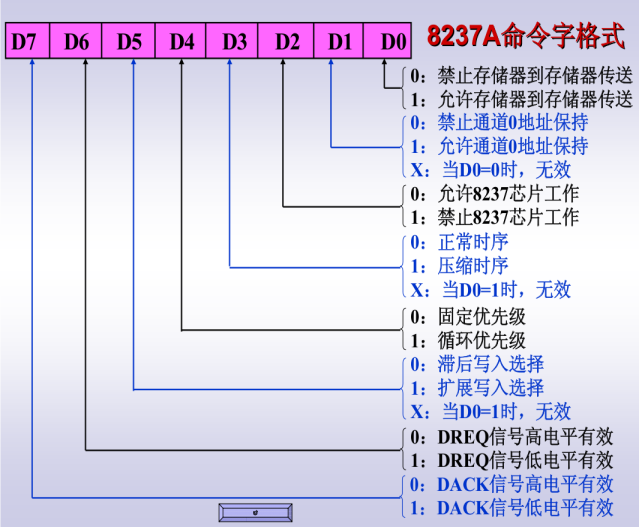 D7 D6 D5 D4 D3 D2 D1 D0
8237A命令字格式
0：禁止存储器到存储器传送
1：允许存储器到存储器传送
0：禁止通道0地址保持
1：允许通道0地址保持
X：当D0=0时，无效
0：允许8237芯片工作
1：禁止8237芯片工作
0：正常时序
1：压缩时序
X：当D0=1时，无效
0：固定优先级
1：循环优先级
0：滞后写入选择
1：扩展写入选择
X：当D0=1时，无效
0：DREQ信号高电平有效
1：DREQ信号低电平有效
0：DACK信号高电平有效
1：DACK信号低电平有效